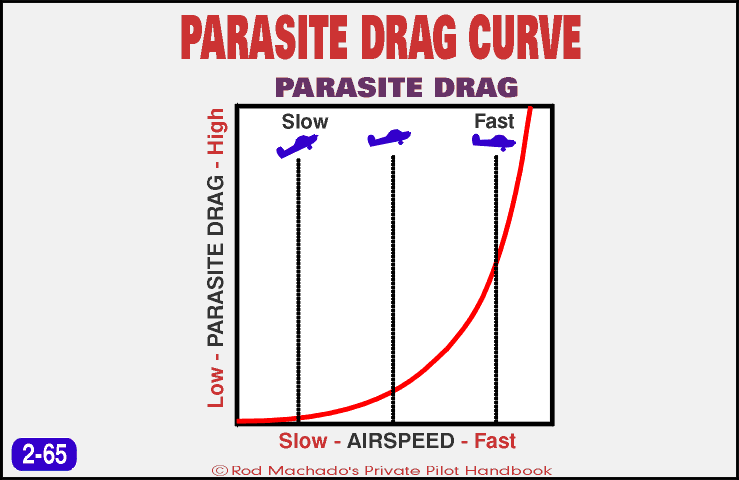 PARASITE DRAG CURVE
PARASITE DRAG
Slow
Fast
Low - PARASITE DRAG - High
Slow - AIRSPEED - Fast
2-65
©Rod Machado's Private Pilot Handbook